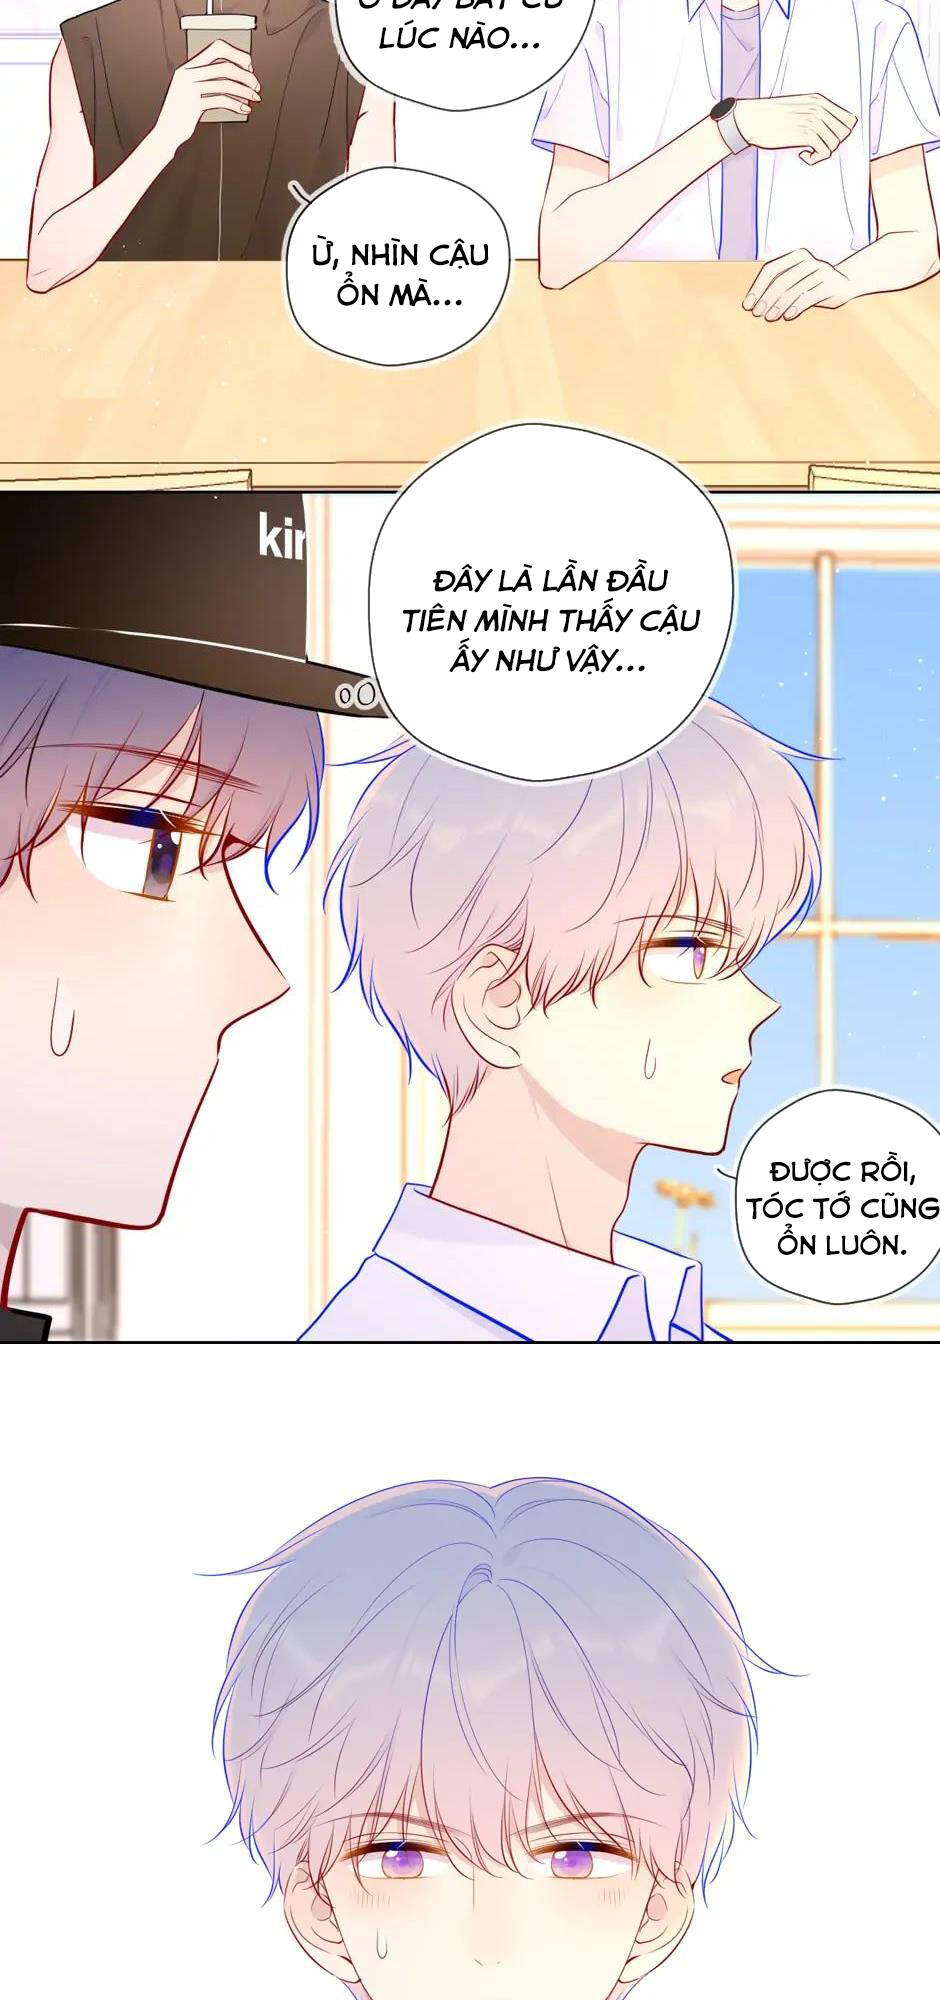 LÚC NÀO...
Ừ, NHÌN CẬU
ỔN MÀ...
kin
ĐÂY LÀ LẦN ĐẦU
TIÊN MÌNH THẤY CẬU
ẤY NHƯ VẬY...
ĐƯỢC RỒI,
TÓC TỚ CŨNG
ỔN LUÔN.